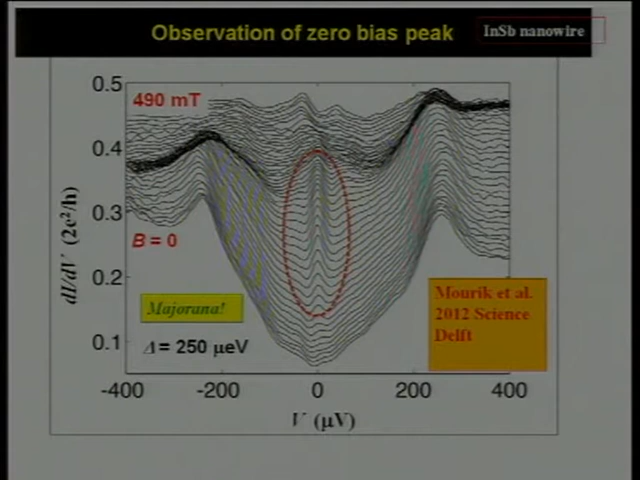 Observation of zero bias peak
InSb nanowire
0.5
490 mT
0.4
0.3
dI/dV (2e²/h)
B = 0
0.2
Majorana!
Mourik et al.
2012 Science
Delft
0.1
Δ = 250 μeV
-400 -200 0 200 400
V (μV)